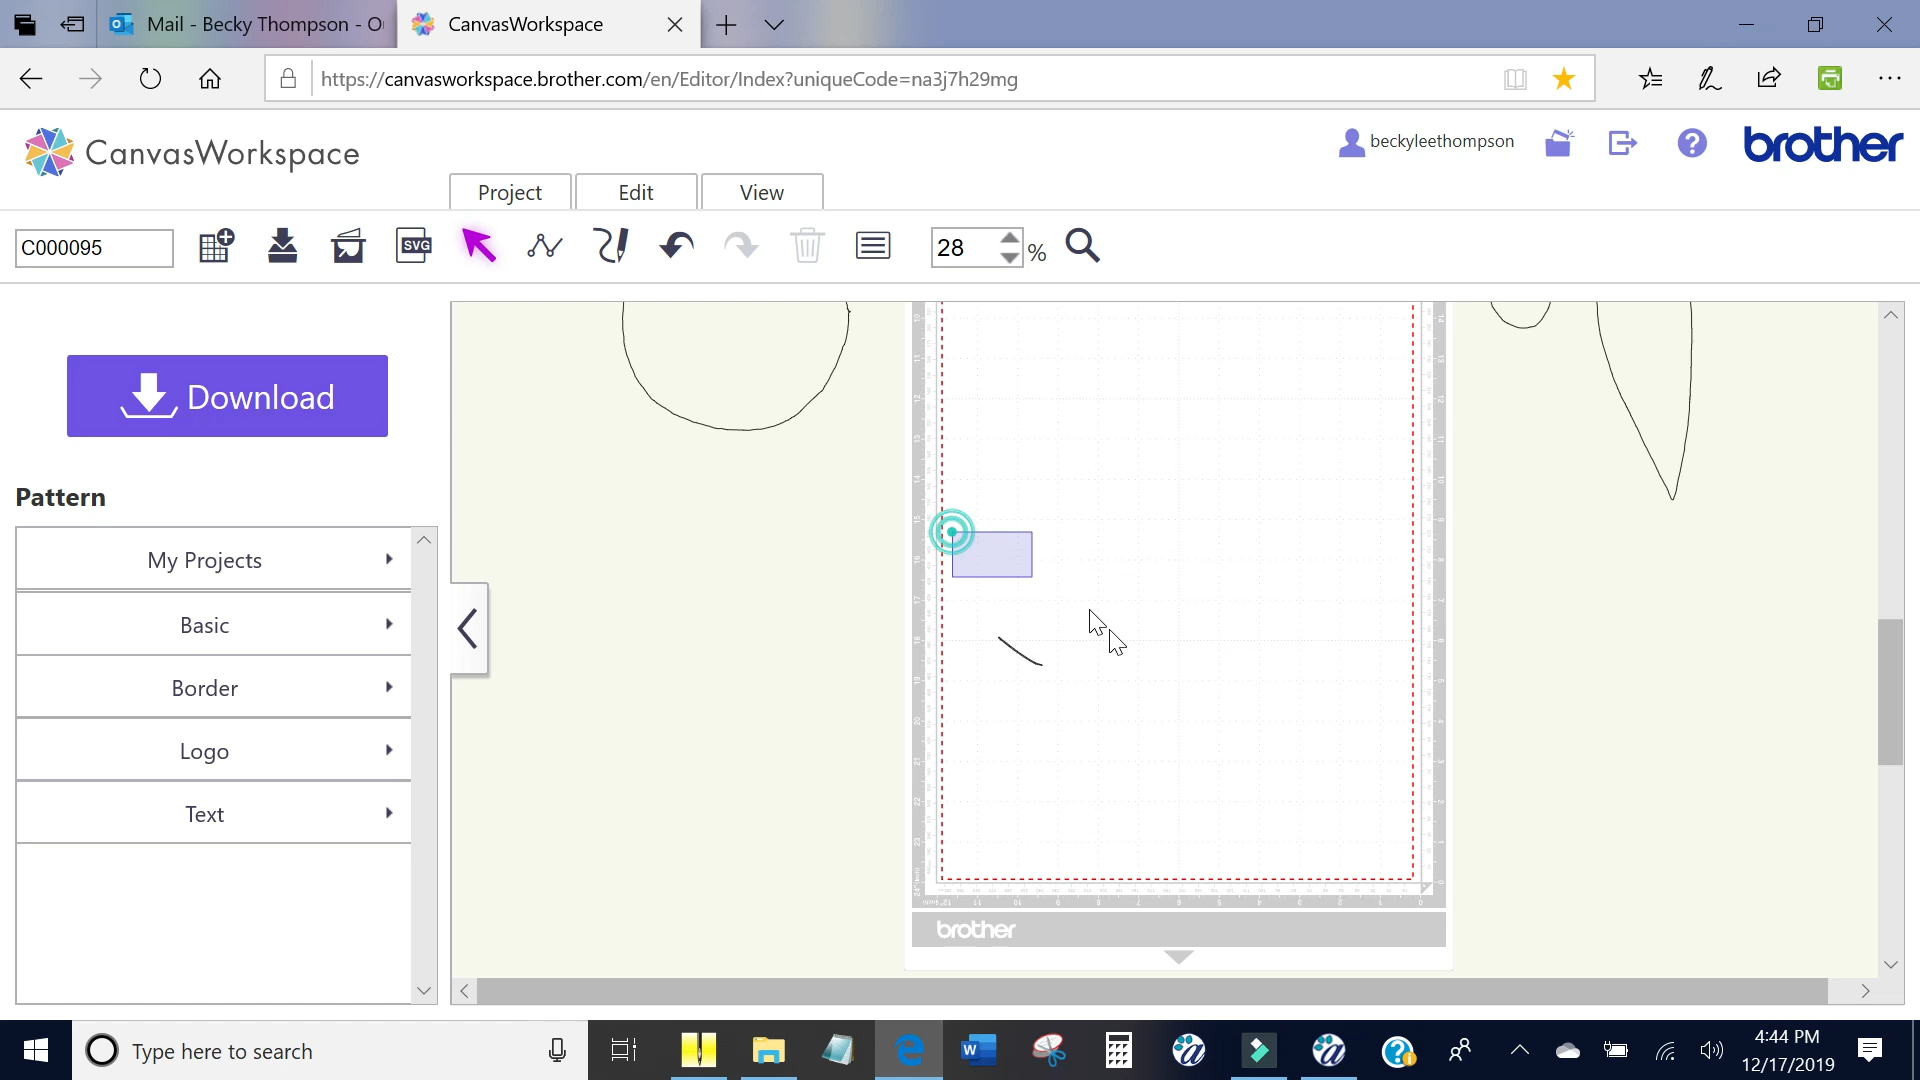 Mail - Becky Thompson - O
CanvasWorkspace
https://canvasworkspace.brother.com/en/Editor/Index?uniqueCode=na3j7h29mg
CanvasWorkspace
beckyleethompson
?
brother
Project
Edit
View
C000095
SVG
28
%
Download
Pattern
My Projects
Basic
Border
Logo
Text
brother
Type here to search
4:44 PM
12/17/2019